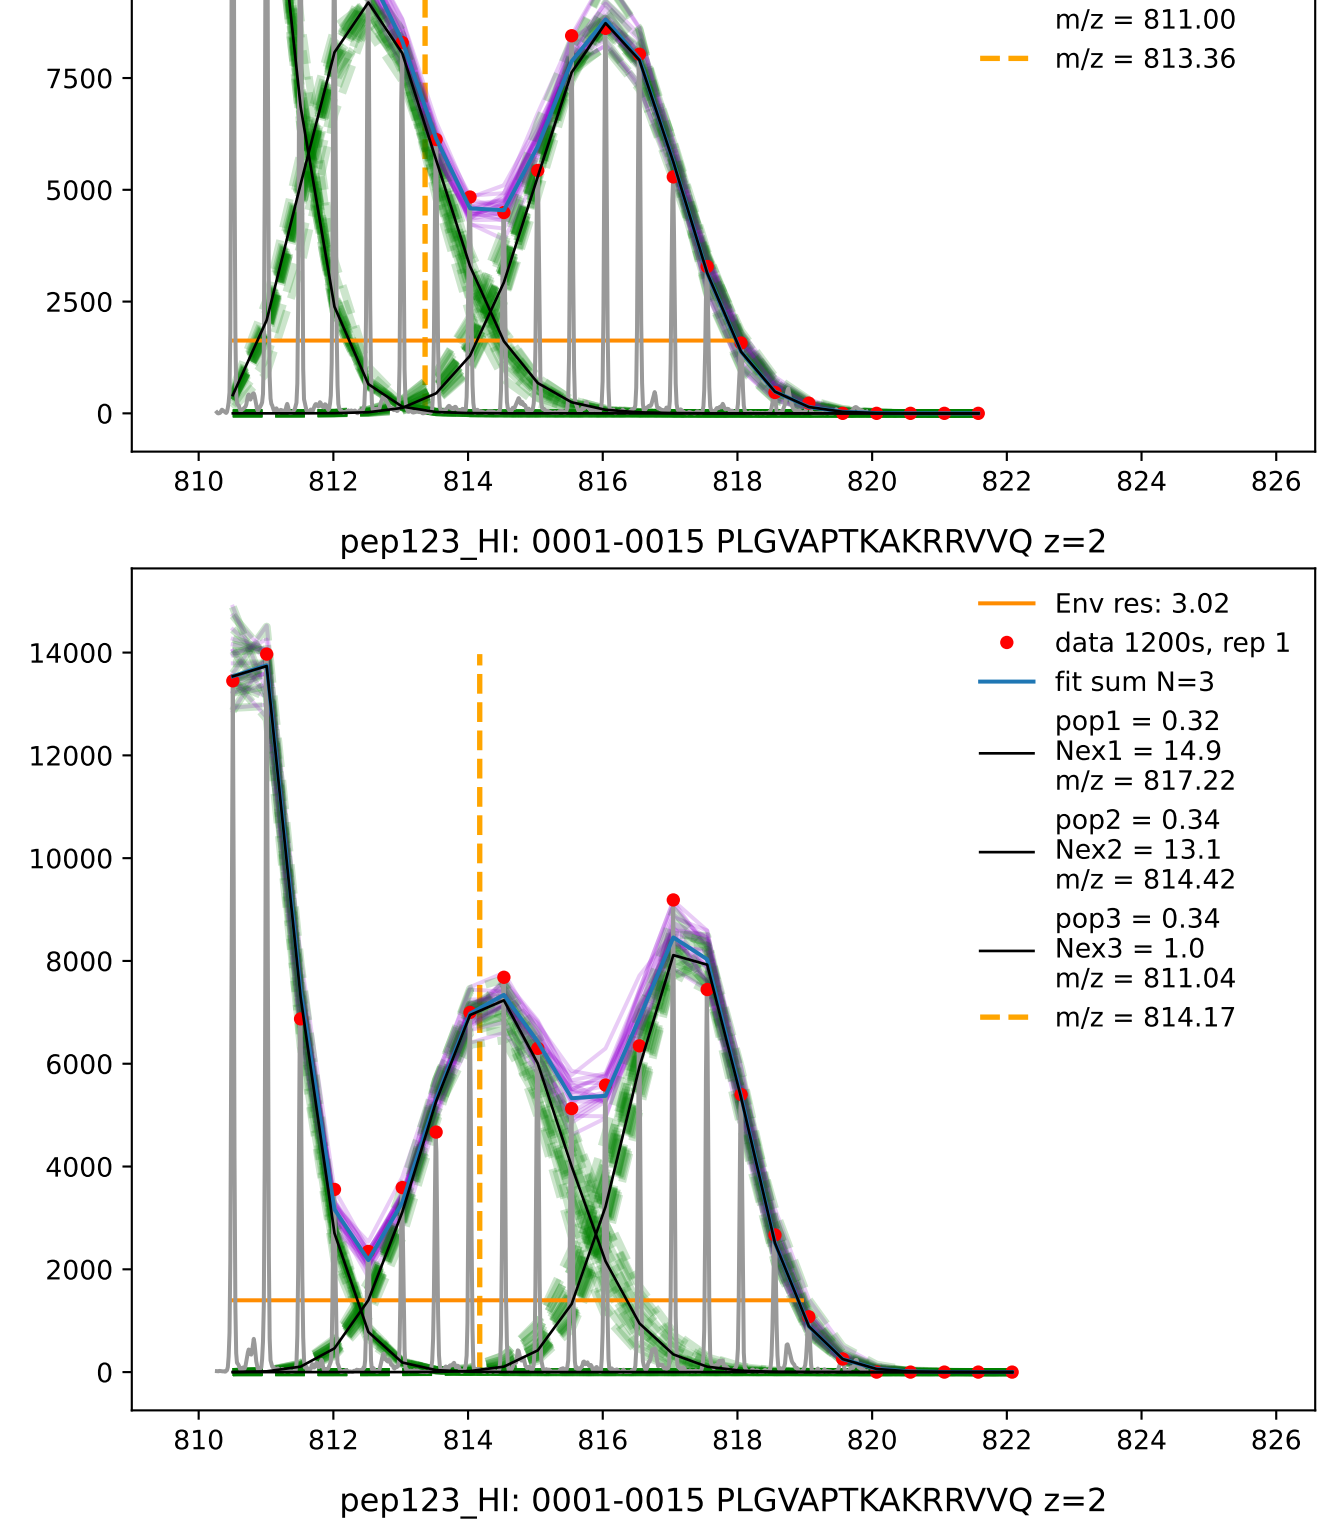 m/z = 811.00
m/z = 813.36
7500
5000
2500
0
810 812 814 816 818 820 822 824 826
pep123_HI: 0001-0015 PLGVAPTKAKRRVVQ z=2
Env res: 3.02
data 1200s, rep 1
fit sum N=3
pop1 = 0.32
Nex1 = 14.9
m/z = 817.22
pop2 = 0.34
Nex2 = 13.1
m/z = 814.42
pop3 = 0.34
Nex3 = 1.0
m/z = 811.04
m/z = 814.17
14000
12000
10000
8000
6000
4000
2000
0
810 812 814 816 818 820 822 824 826
pep123_HI: 0001-0015 PLGVAPTKAKRRVVQ z=2